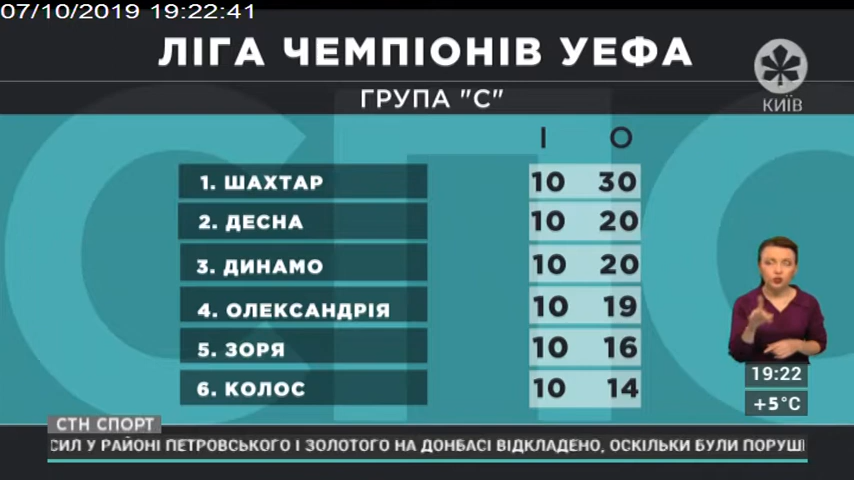 07/10/2019 19:22:41
ЛІГА ЧЕМПІОНІВ УЕФА
ГРУПА "С"
КИЇВ
І О
1. ШАХТАР 10 30
2. ДЕСНА 10 20
3. ДИНАМО 10 20
4. ОЛЕКСАНДРІЯ 10 19
5. ЗОРЯ 10 16
6. КОЛОС 10 14
19:22
+5°C
СТН СПОРТ
СИЛ У РАЙОНІ ПЕТРОВСЬКОГО І ЗОЛОТОГО НА ДОНБАСІ ВІДКЛАДЕНО, ОСКІЛЬКИ БУЛИ ПОРУШ